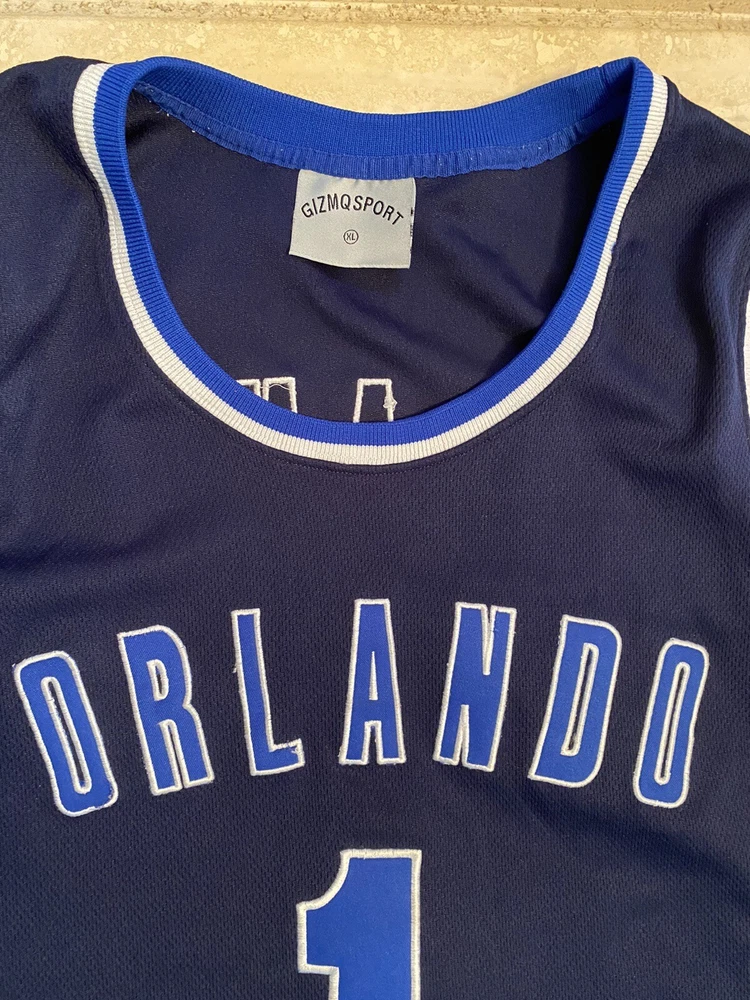 GIZMQSPORT
XL
ORLANDO
1